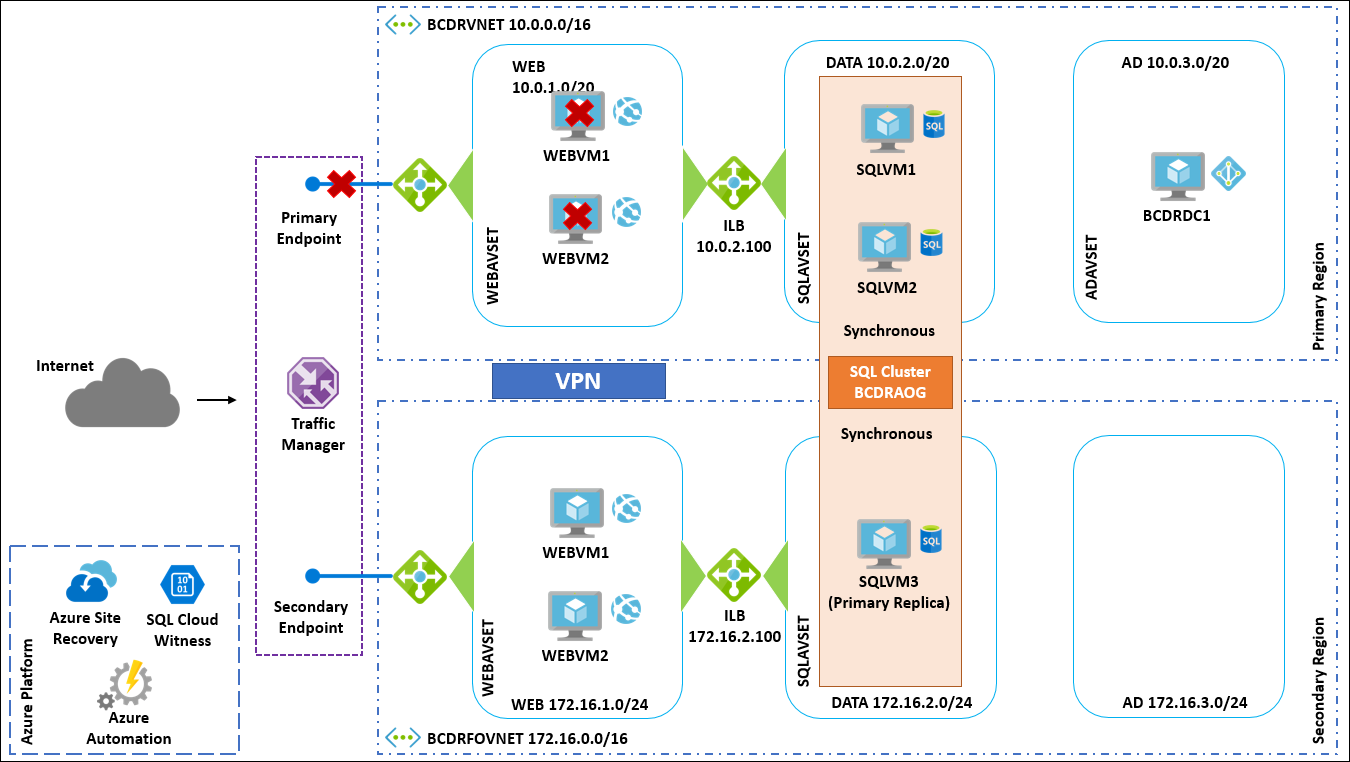 BCDRVNET 10.0.0.0/16
WEB
10.0.1.0/20
WEBVM1
WEBVM2
WEBAVSET
ILB
10.0.2.100
DATA 10.0.2.0/20
SQL
SQLVM1
SQL
SQLVM2
SQLAVSET
Synchronous
AD 10.0.3.0/20
BCDRDC1
ADAVSET
Primary Region
Primary
Endpoint
Internet
Traffic
Manager
VPN
SQL Cluster
BCDRAOG
Synchronous
Secondary
Endpoint
WEBVM1
WEBVM2
WEBAVSET
WEB 172.16.1.0/24
ILB
172.16.2.100
SQL
SQLVM3
(Primary Replica)
SQLAVSET
DATA 172.16.2.0/24
AD 172.16.3.0/24
Secondary Region
BCDRFOVNET 172.16.0.0/16
Azure Site
Recovery
10
01
SQL Cloud
Witness
Azure
Automation
Azure Platform